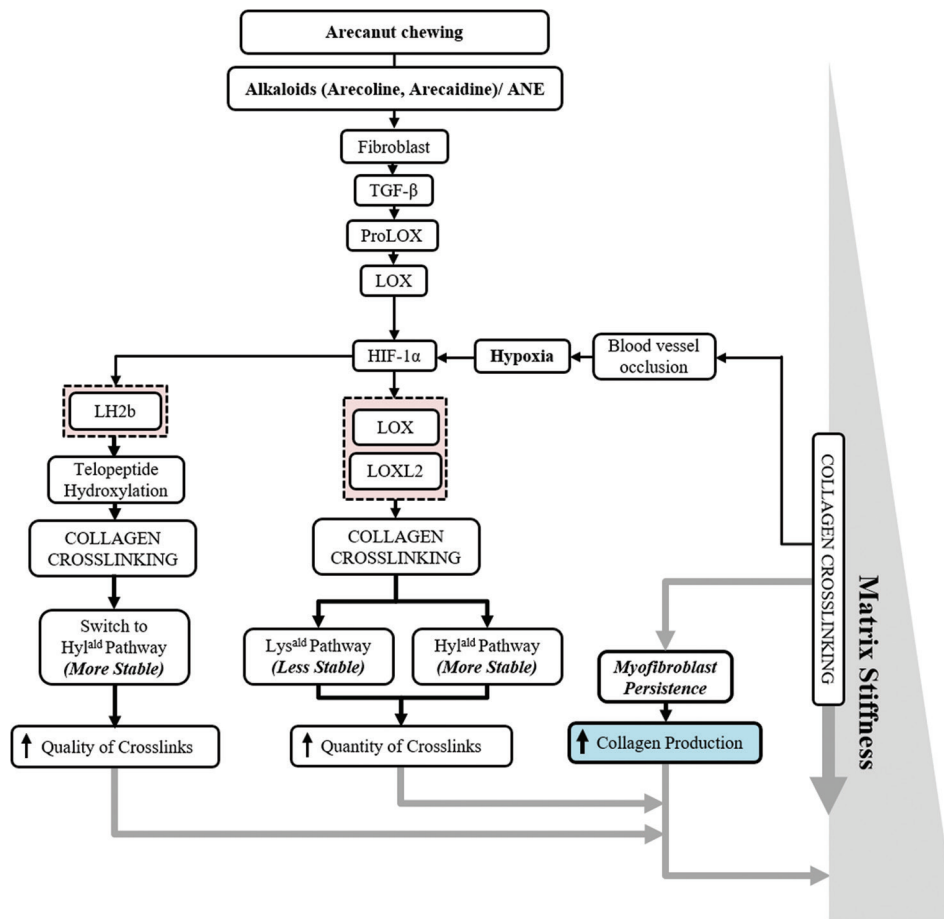 Arecanut chewing
Alkaloids (Arecoline, Arecaidine)/ ANE
Fibroblast
TGF-β
ProLOX
LOX
HIF-1α
Hypoxia
Blood vessel
occlusion
LH2b
LOX
LOXL2
Telopeptide
Hydroxylation
COLLAGEN
CROSSLINKING
COLLAGEN
CROSSLINKING
Switch to
Hylald Pathway
(More Stable)
Lysald Pathway
(Less Stable)
Hylald Pathway
(More Stable)
Myofibroblast
Persistence
↑ Quality of Crosslinks
↑ Quantity of Crosslinks
↑ Collagen Production
COLLAGEN CROSSLINKING
Matrix Stiffness